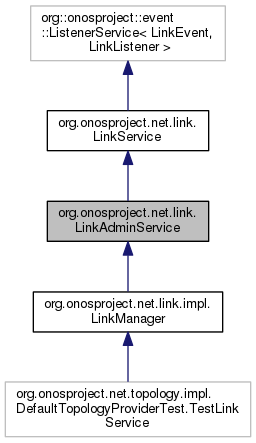 org::onosproject::event
::ListenerService< LinkEvent,
LinkListener >
org.onosproject.net.link.
LinkService
org.onosproject.net.link.
LinkAdminService
org.onosproject.net.link.impl.
LinkManager
org.onosproject.net.topology.impl.
DefaultTopologyProviderTest.TestLink
Service